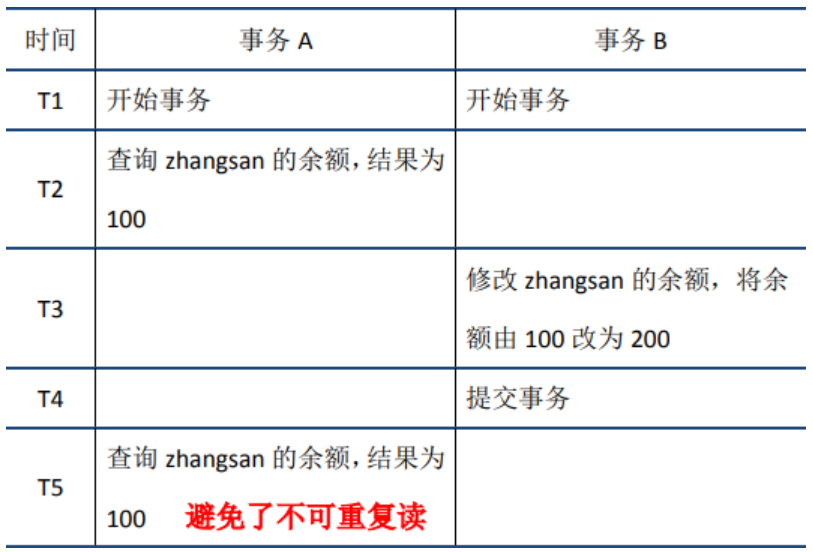 时间 事务 A 事务 B
T1 开始事务 开始事务
T2 查询 zhangsan 的余额，结果为
100
T3 修改 zhangsan 的余额，将余
额由 100 改为 200
T4 提交事务
T5 查询 zhangsan 的余额，结果为
100 避免了不可重复读